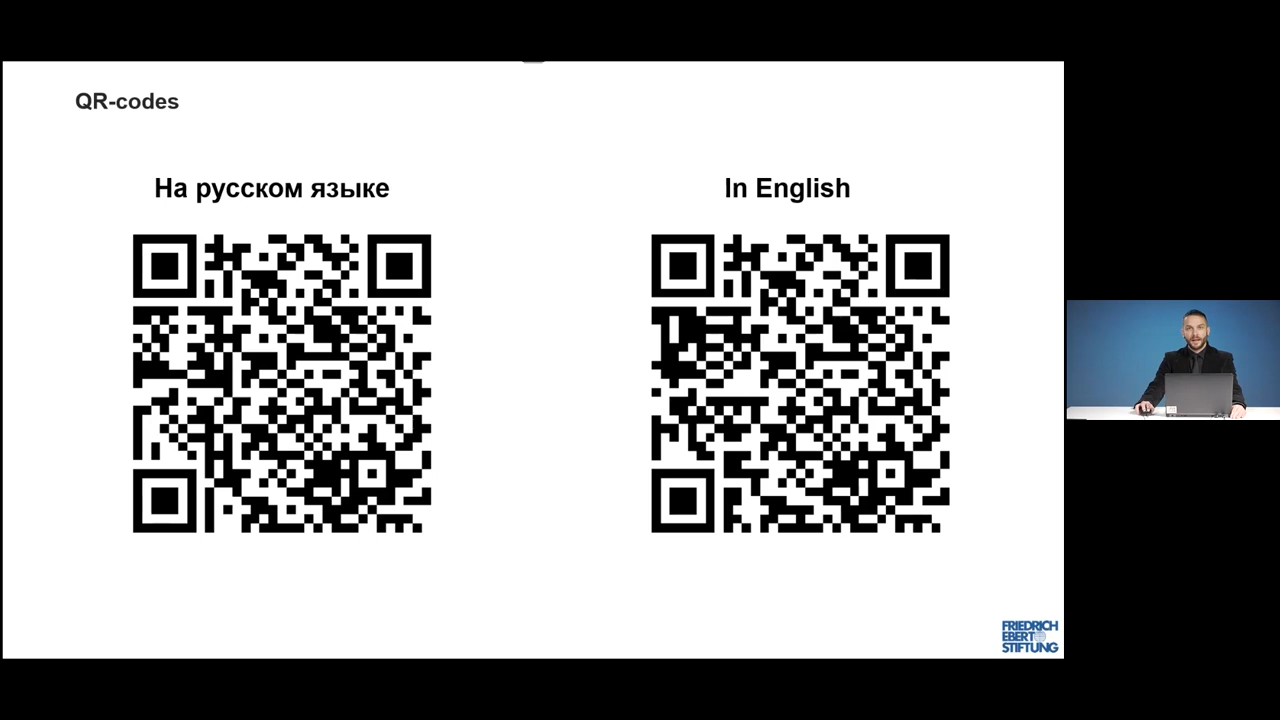 QR-codes
На русском языке
In English
FRIEDRICH
EBERT
STIFTUNG